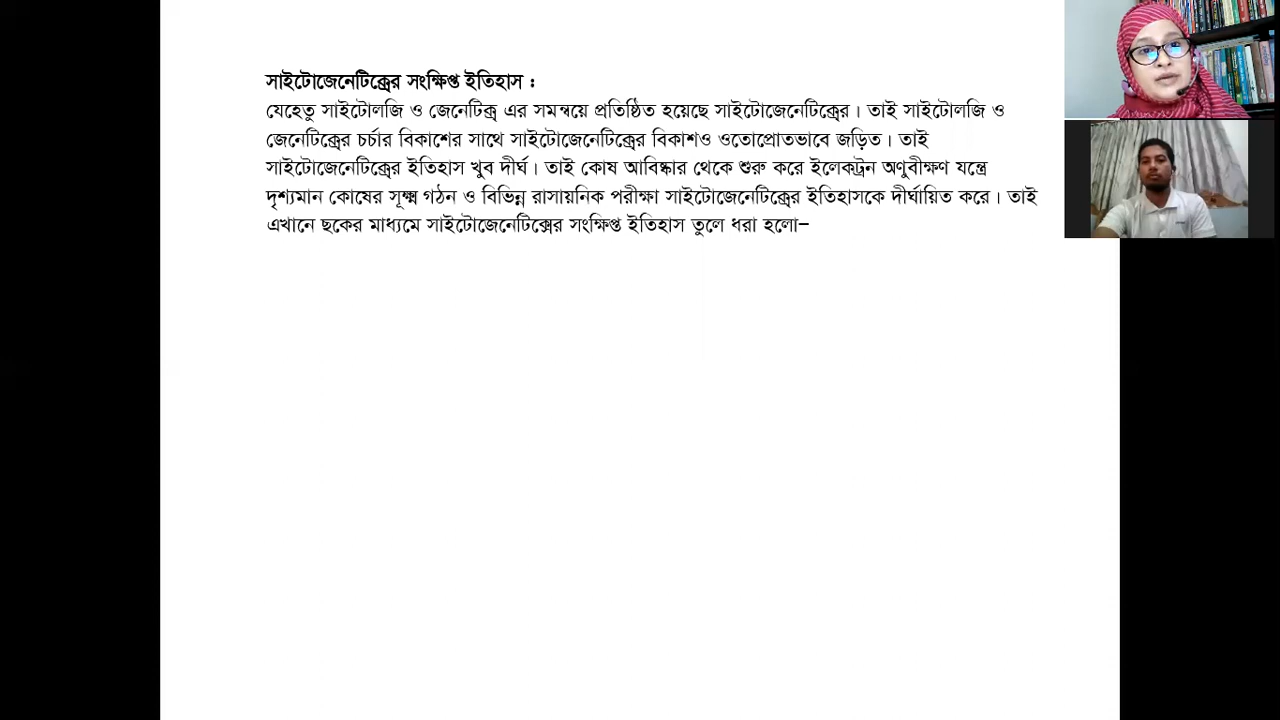 সাইটোজেনেটিক্সের সংক্ষিপ্ত ইতিহাস :
যেহেতু সাইটোলজি ও জেনেটিক্স এর সমন্বয়ে প্রতিষ্ঠিত হয়েছে সাইটোজেনেটিক্সের। তাই সাইটোলজি ও
জেনেটিক্সের চর্চার বিকাশের সাথে সাইটোজেনেটিক্সের বিকাশও ওতোপ্রোতভাবে জড়িত। তাই
সাইটোজেনেটিক্সের ইতিহাস খুব দীর্ঘ। তাই কোষ আবিষ্কার থেকে শুরু করে ইলেকট্রন অণুবীক্ষণ যন্ত্রে
দৃশ্যমান কোষের সূক্ষ্ম গঠন ও বিভিন্ন রাসায়নিক পরীক্ষা সাইটোজেনেটিক্সের ইতিহাসকে দীর্ঘায়িত করে। তাই
এখানে ছকের মাধ্যমে সাইটোজেনেটিক্সের সংক্ষিপ্ত ইতিহাস তুলে ধরা হলো–